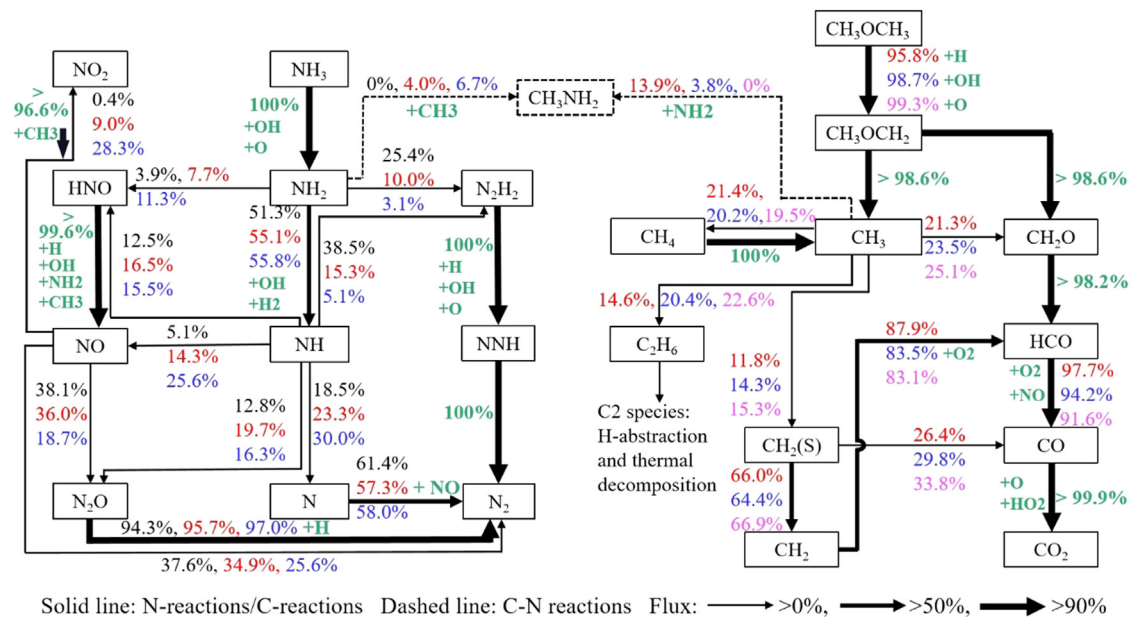 CH3OCH3
NO2
NH3
95.8% +H
98.7% +OH
99.3% +O
>
96.6%
+CH3
0.4%
9.0%
28.3%
100%
+OH
+O
0%, 4.0%, 6.7%
+CH3
CH3NH2
13.9%, 3.8%, 0%
+NH2
CH3OCH2
25.4%
10.0%
3.1%
HNO
3.9%, 7.7%
11.3%
NH2
N2H2
> 98.6%
> 98.6%
>
99.6%
+H
+OH
+NH2
+CH3
12.5%
16.5%
15.5%
51.3%
55.1%
55.8%
+OH
+H2
38.5%
15.3%
5.1%
100%
+H
+OH
+O
21.4%,
20.2%, 19.5%
CH4
100%
CH3
21.3%
23.5%
25.1%
CH2O
> 98.2%
14.6%, 20.4%, 22.6%
NO
5.1%
14.3%
25.6%
NH
NNH
C2H6
87.9%
83.5% +O2
83.1%
HCO
38.1%
36.0%
18.7%
12.8%
19.7%
16.3%
18.5%
23.3%
30.0%
100%
11.8%
14.3%
15.3%
+O2
+NO
97.7%
94.2%
91.6%
C2 species:
H-abstraction
and thermal
decomposition
CH2(S)
26.4%
29.8%
33.8%
CO
61.4%
57.3% + NO
58.0%
N2O
N
N2
66.0%
64.4%
66.9%
+O
+HO2
> 99.9%
94.3%, 95.7%, 97.0% +H
37.6%, 34.9%, 25.6%
CH2
CO2
Solid line: N-reactions/C-reactions Dashed line: C-N reactions Flux: >0%, >50%, >90%